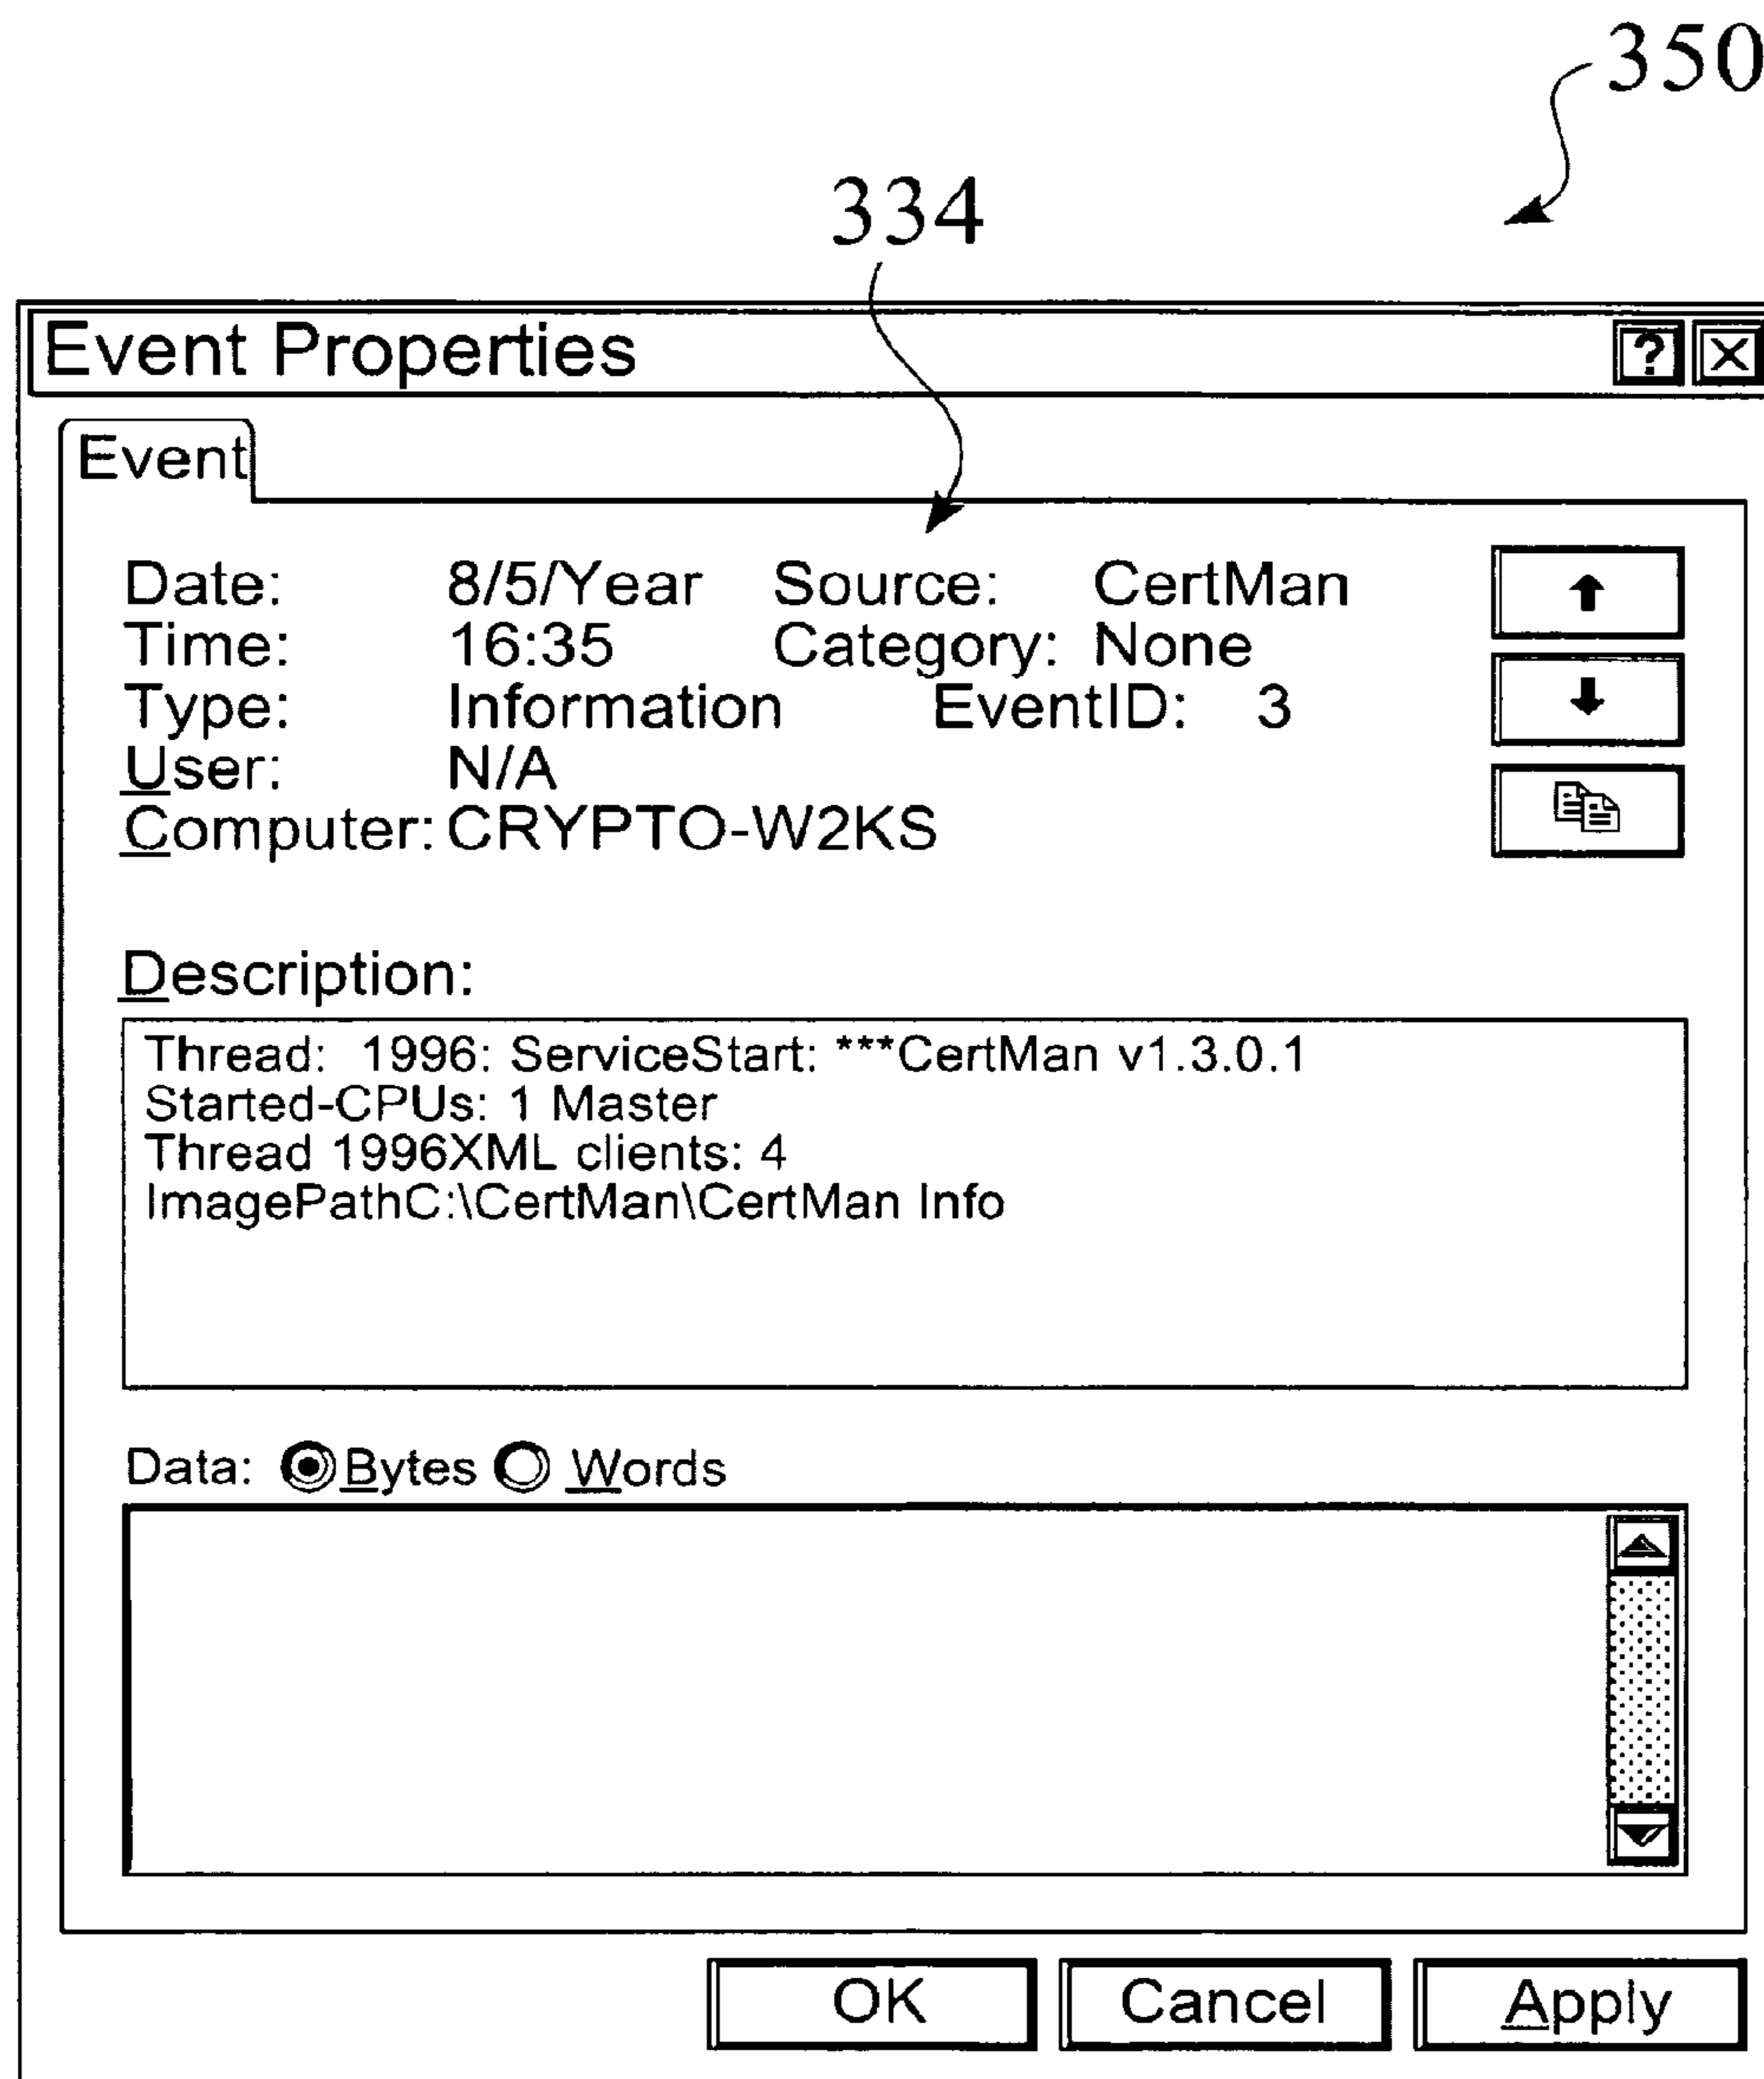 350
334
Event Properties ? X
Event
Date: 8/5/Year Source: CertMan
Time: 16:35 Category: None
Type: Information EventID: 3
User: N/A
Computer: CRYPTO-W2KS
Description:
Thread: 1996: ServiceStart: ***CertMan v1.3.0.1
Started-CPUs: 1 Master
Thread 1996XML clients: 4
ImagePathC:\CertMan\CertMan Info
Data: Bytes Words
OK Cancel Apply